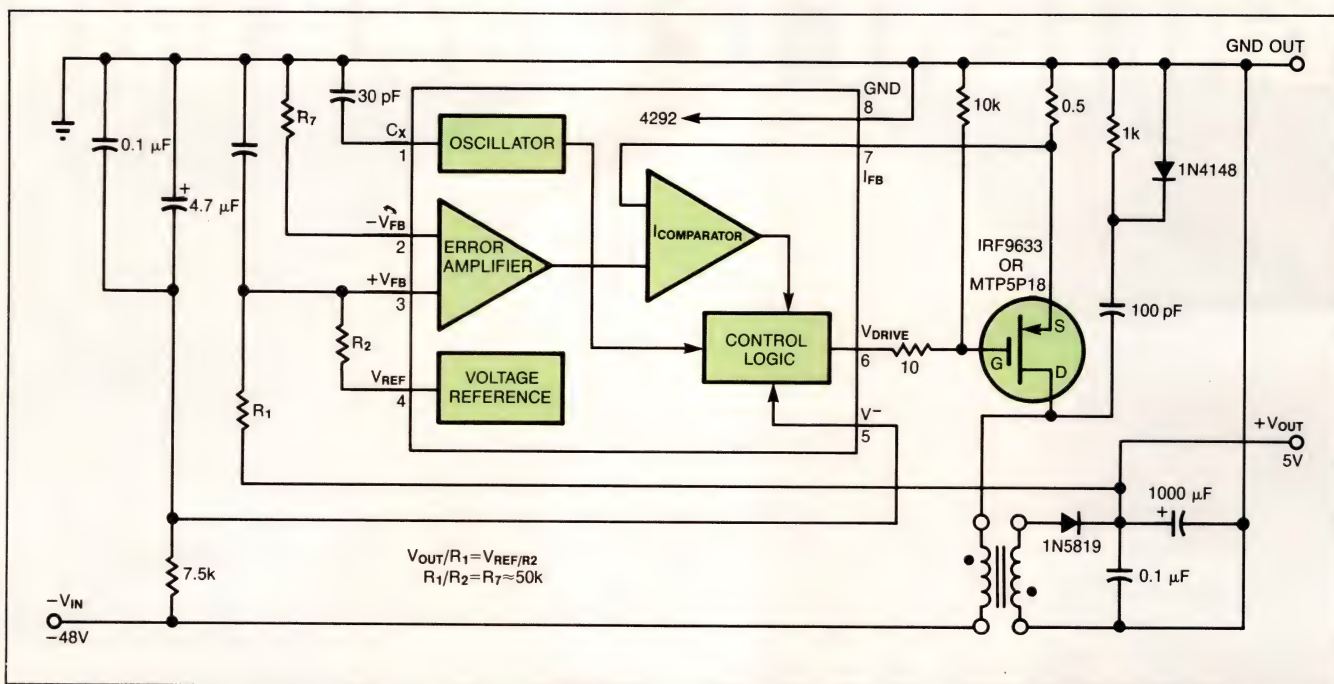 GND OUT
30 pF
R7
0.1 µF
+
4.7 µF
CX
1
OSCILLATOR
4292
GND
8
10k
0.5
1k
1N4148
7
IFB
−VFB
2
ERROR
AMPLIFIER
ICOMPARATOR
+VFB
3
R2
VREF
4
VOLTAGE
REFERENCE
CONTROL
LOGIC
VDRIVE
6
10
V−
5
IRF9633
OR
MTP5P18
G
S
D
100 pF
R1
+VOUT
5V
1000 µF
+
1N5819
0.1 µF
7.5k
VOUT/R1=VREF/R2
R1/R2=R7≈50k
−VIN
−48V